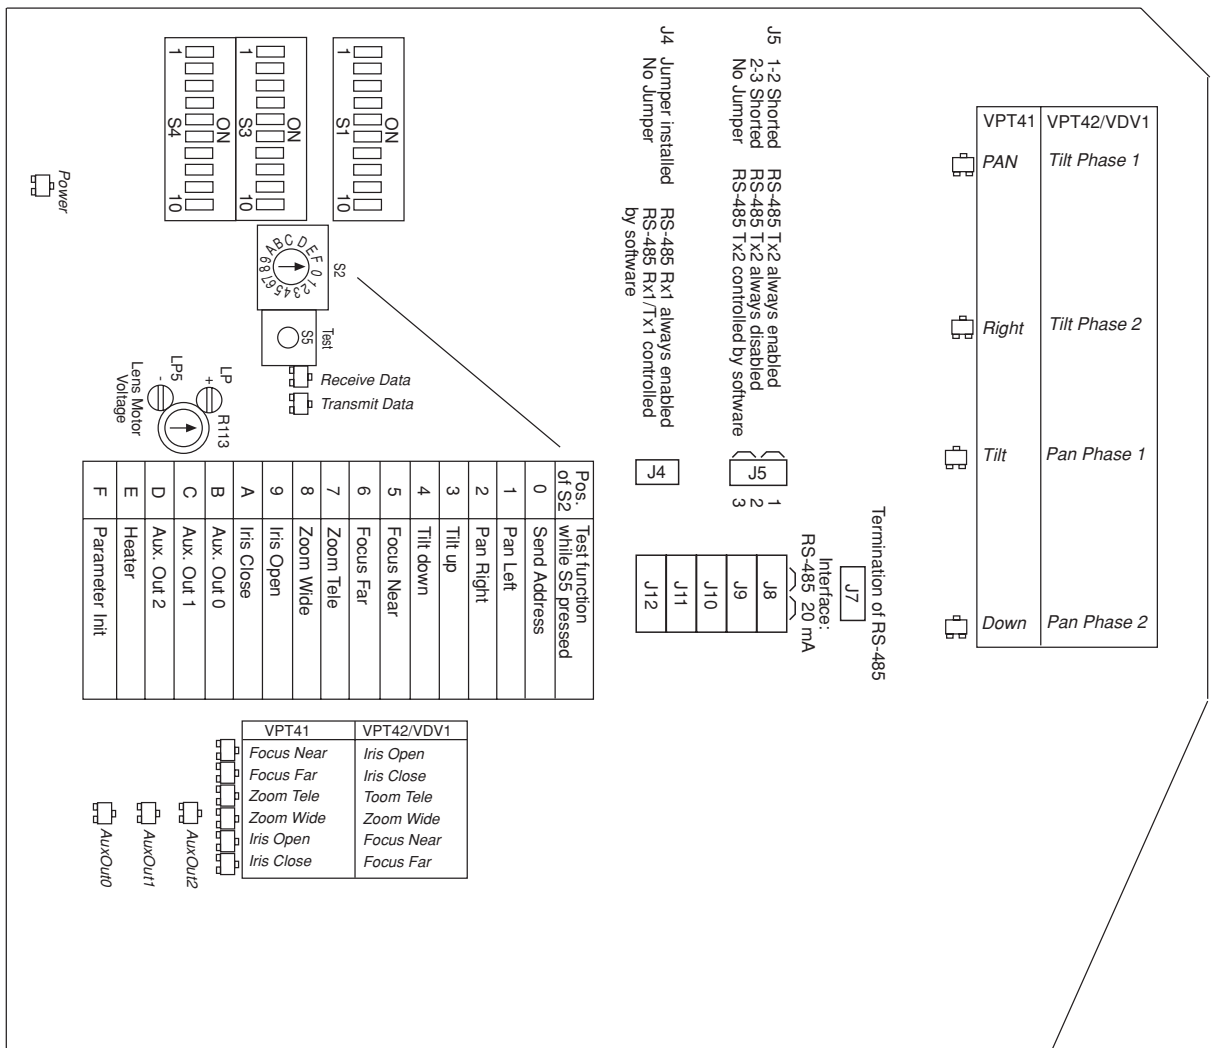 1
S4
ON
10
1
S3
ON
10
1
S1
ON
10
Power
ABCDEF0123456789
S2
S5
Test
Receive Data
Transmit Data
LP5
-
LP
+
R113
Lens Motor
Voltage
J5 1-2 Shorted RS-485 Tx2 always enabled
2-3 Shorted RS-485 Tx2 always disabled
No Jumper RS-485 Tx2 controlled by software
J4 Jumper installed RS-485 Rx1 always enabled
No Jumper RS-485 Rx1/Tx1 controlled
by software
J4
J5
1
2
3
Termination of RS-485
J7
Interface:
RS-485 20 mA
J8
J9
J10
J11
J12
VPT41 VPT42/VDV1
PAN Tilt Phase 1
Right Tilt Phase 2
Tilt Pan Phase 1
Down Pan Phase 2
Pos. Test function
of S2 while S5 pressed
0 Send Address
1 Pan Left
2 Pan Right
3 Tilt up
4 Tilt down
5 Focus Near
6 Focus Far
7 Zoom Tele
8 Zoom Wide
9 Iris Open
A Iris Close
B Aux. Out 0
C Aux. Out 1
D Aux. Out 2
E Heater
F Parameter Init
VPT41 VPT42/VDV1
Focus Near Iris Open
Focus Far Iris Close
Zoom Tele Toom Tele
Zoom Wide Zoom Wide
Iris Open Focus Near
Iris Close Focus Far
AuxOut0
AuxOut1
AuxOut2